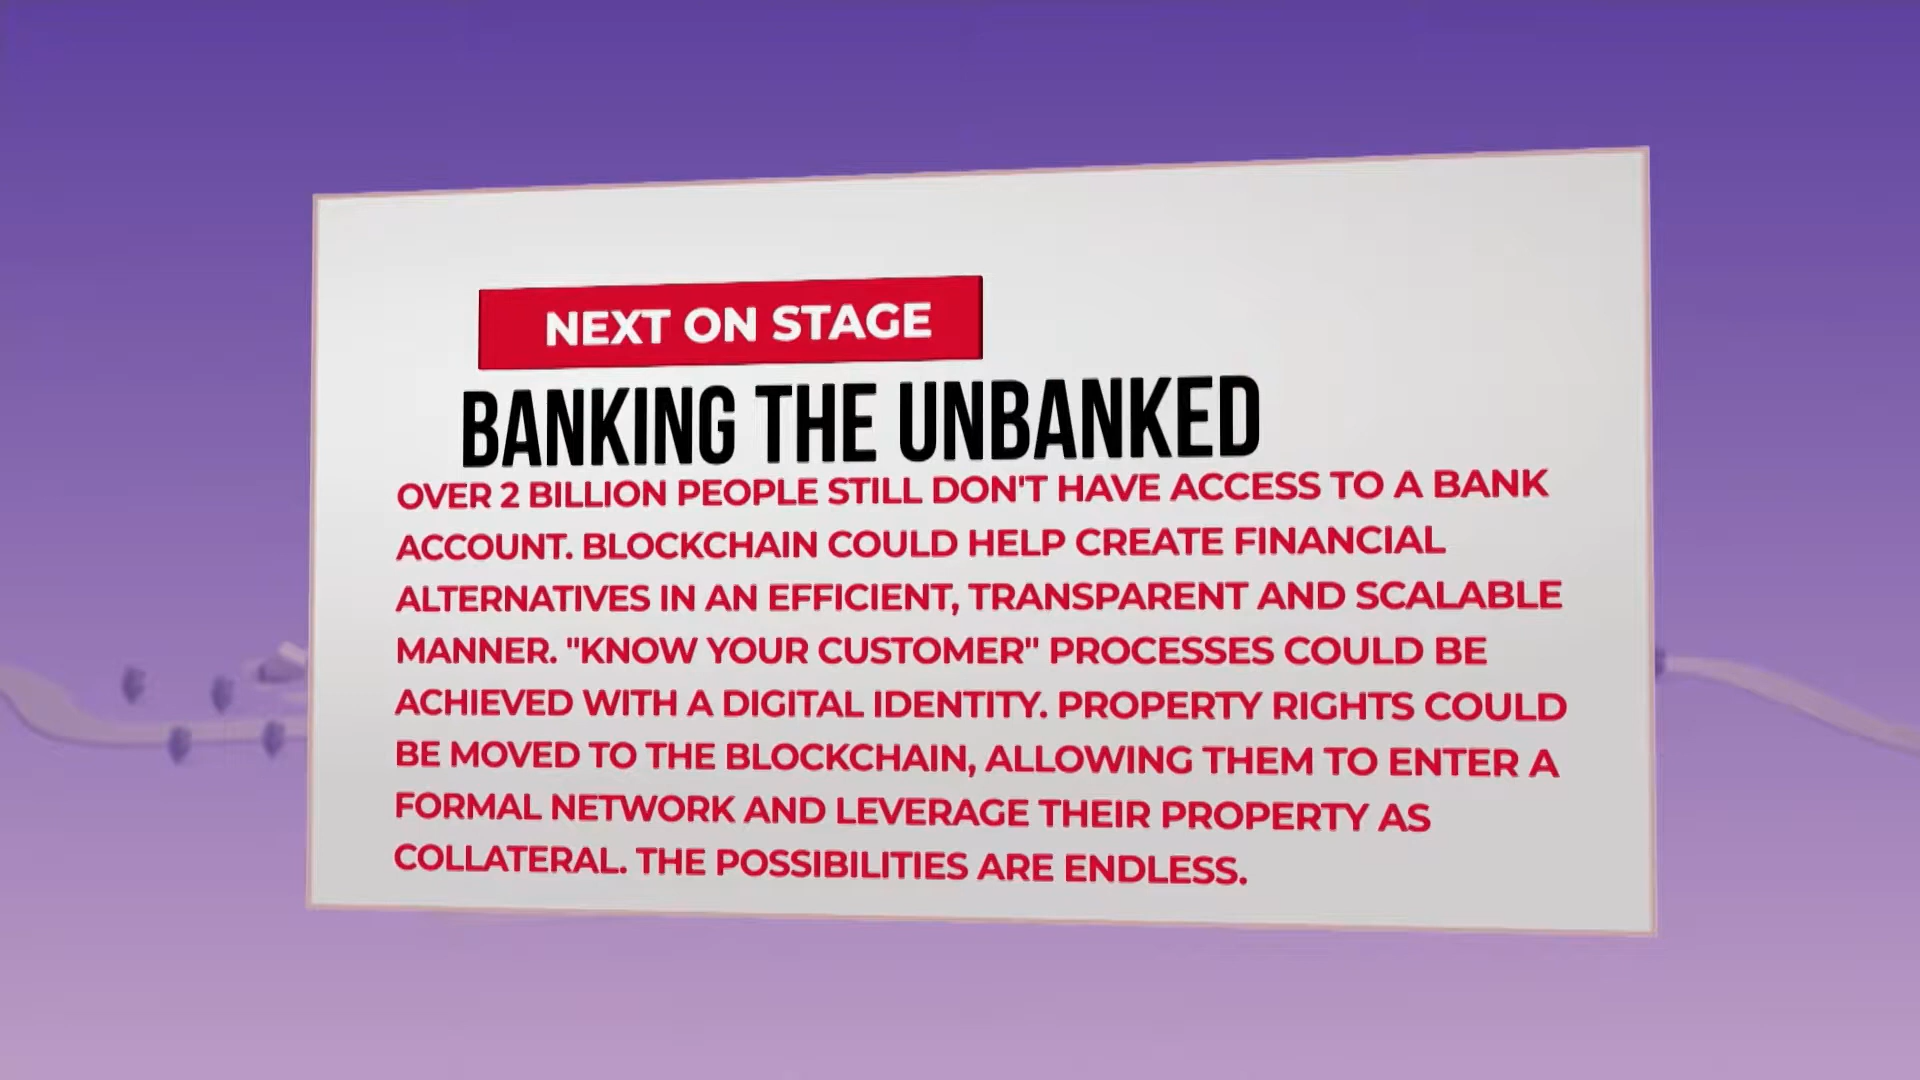 NEXT ON STAGE
BANKING THE UNBANKED
OVER 2 BILLION PEOPLE STILL DON'T HAVE ACCESS TO A BANK
ACCOUNT. BLOCKCHAIN COULD HELP CREATE FINANCIAL
ALTERNATIVES IN AN EFFICIENT, TRANSPARENT AND SCALABLE
MANNER. "KNOW YOUR CUSTOMER" PROCESSES COULD BE
ACHIEVED WITH A DIGITAL IDENTITY. PROPERTY RIGHTS COULD
BE MOVED TO THE BLOCKCHAIN, ALLOWING THEM TO ENTER A
FORMAL NETWORK AND LEVERAGE THEIR PROPERTY AS
COLLATERAL. THE POSSIBILITIES ARE ENDLESS.